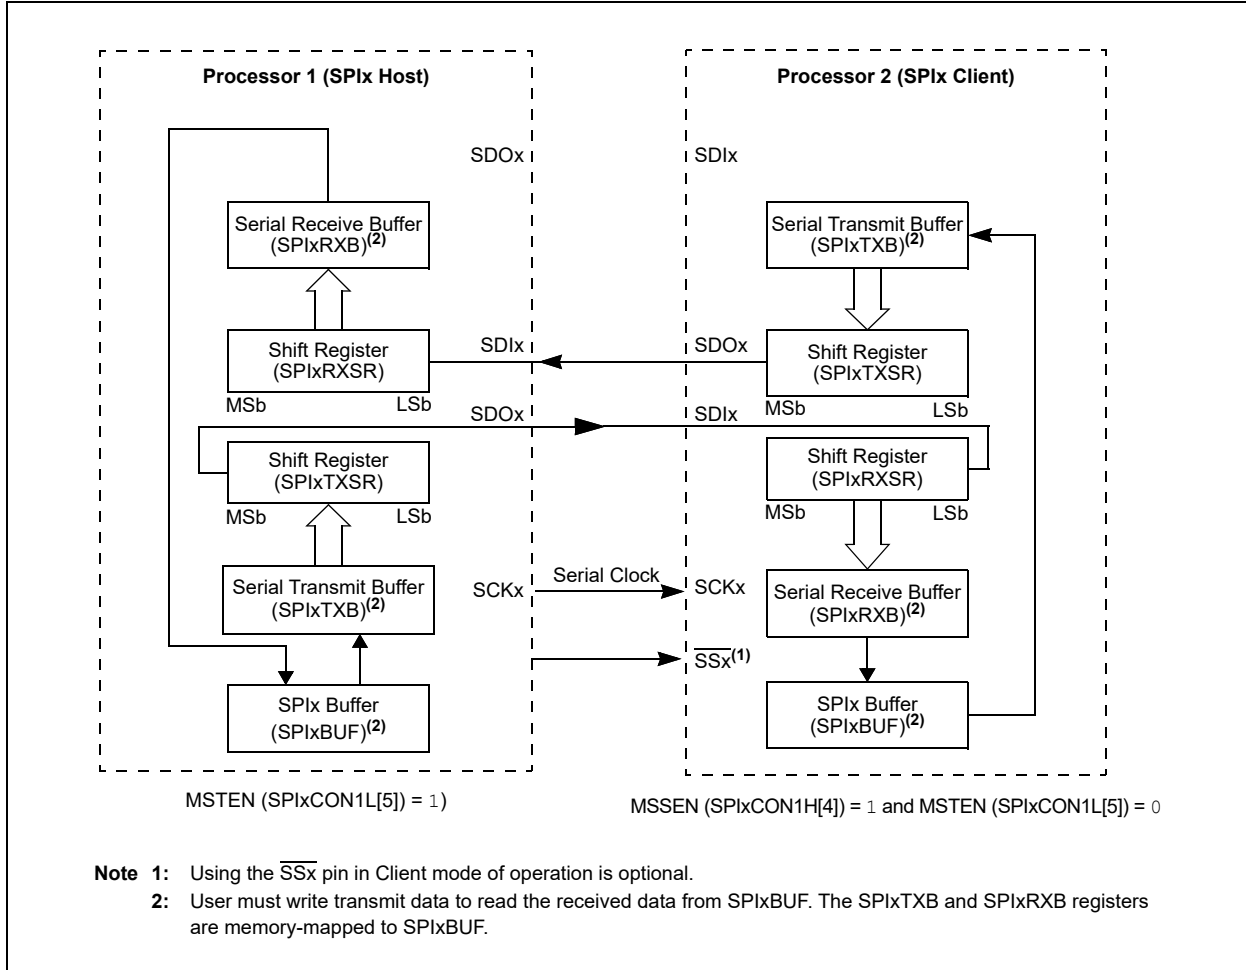 Processor 1 (SPIx Host)
Processor 2 (SPIx Client)
SDOx
SDIx
Serial Receive Buffer
(SPIxRXB)(2)
Serial Transmit Buffer
(SPIxTXB)(2)
Shift Register
(SPIxRXSR)
SDIx
SDOx
Shift Register
(SPIxTXSR)
MSb
LSb
MSb
LSb
SDOx
SDIx
Shift Register
(SPIxTXSR)
Shift Register
(SPIxRXSR)
MSb
LSb
MSb
LSb
Serial Transmit Buffer
(SPIxTXB)(2)
SCKx
Serial Clock
SCKx
Serial Receive Buffer
(SPIxRXB)(2)
SSx(1)
SPIx Buffer
(SPIxBUF)(2)
SPIx Buffer
(SPIxBUF)(2)
MSTEN (SPIxCON1L[5]) = 1)
MSSEN (SPIxCON1H[4]) = 1 and MSTEN (SPIxCON1L[5]) = 0
Note 1: Using the SSx pin in Client mode of operation is optional.
2: User must write transmit data to read the received data from SPIxBUF. The SPIxTXB and SPIxRXB registers
are memory-mapped to SPIxBUF.